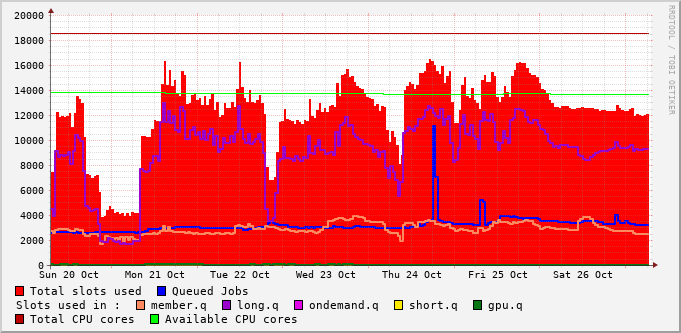 20000
18000
16000
14000
12000
10000
8000
6000
4000
2000
0
Sun 20 Oct Mon 21 Oct Tue 22 Oct Wed 23 Oct Thu 24 Oct Fri 25 Oct Sat 26 Oct
Total slots used Queued Jobs
Slots used in : member.q long.q ondemand.q short.q gpu.q
Total CPU cores Available CPU cores
RRDTOOL / TOBI OETIKER